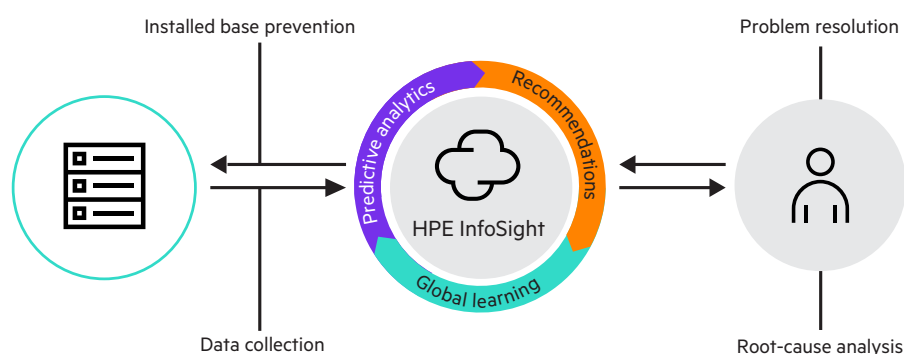 Installed base prevention
Problem resolution
Predictive analytics
Recommendations
HPE InfoSight
Global learning
Data collection
Root-cause analysis